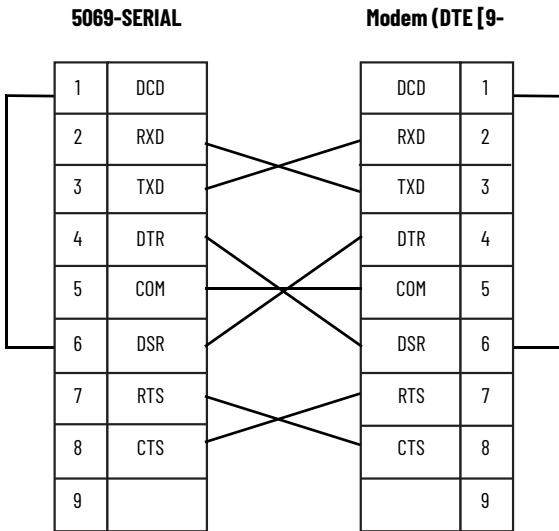 5069-SERIAL Modem (DTE [9-
1 DCD DCD 1
2 RXD RXD 2
3 TXD TXD 3
4 DTR DTR 4
5 COM COM 5
6 DSR DSR 6
7 RTS RTS 7
8 CTS CTS 8
9 9